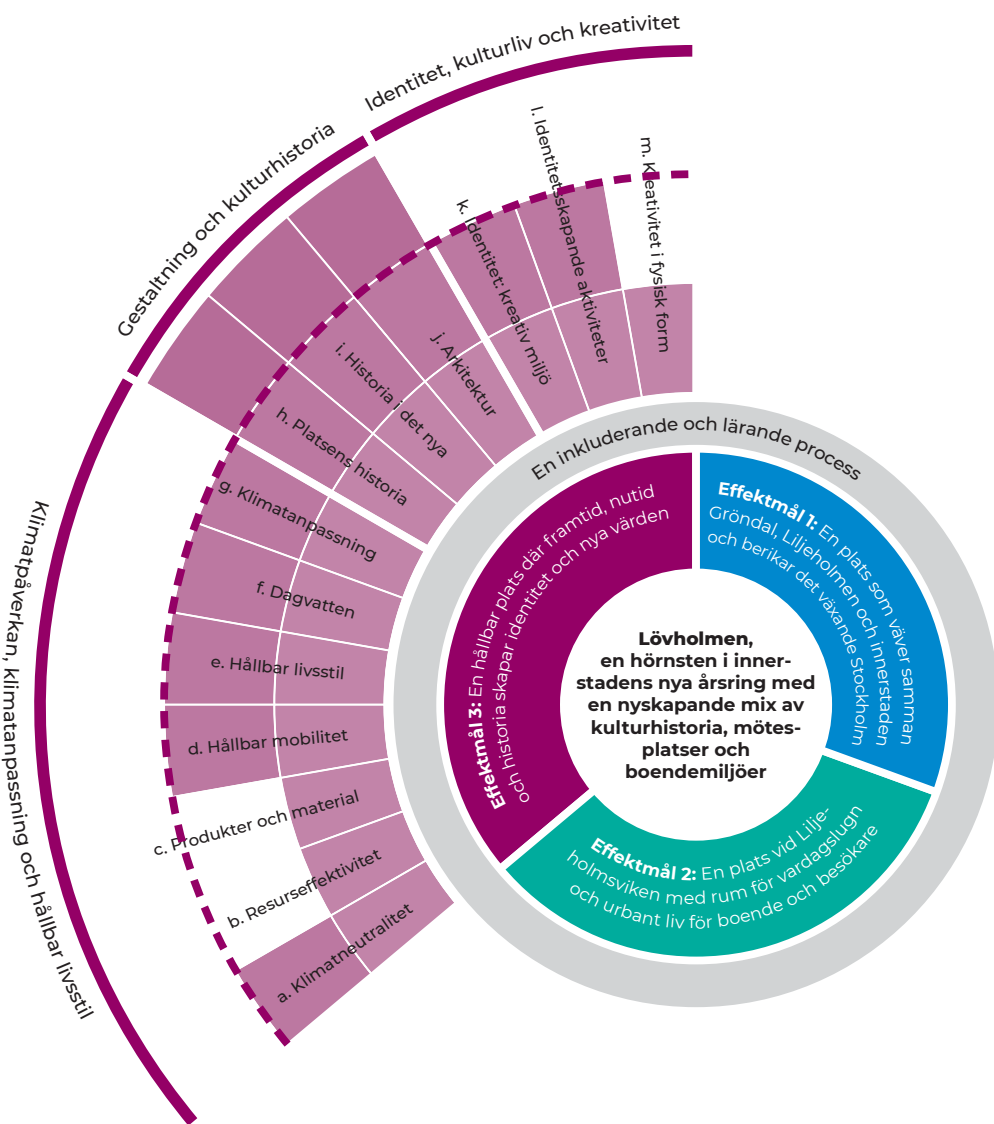 Identitet, kulturliv och kreativitet
Gestaltning och kulturhistoria
Klimatpåverkan, klimatanpassning och hållbar livsstil
m. Kreativitet i fysisk form
l. Identitetsskapande aktiviteter
k. Identitet: kreativ miljö
j. Arkitektur
i. Historia i det nya
h. Platsens historia
g. Klimatanpassning
f. Dagvatten
e. Hållbar livsstil
d. Hållbar mobilitet
c. Produkter och material
b. Resurseffektivitet
a. Klimatneutralitet
En inkluderande och lärande process
Effektmål 1: En plats som väver samman
Gröndal, Liljeholmen och innerstaden
och berikar det växande Stockholm
Effektmål 2: En plats vid Lilje-
holmsviken med rum för vardagslugn
och urbant liv för boende och besökare
Effektmål 3: En hållbar plats där framtid, nutid
och historia skapar identitet och nya värden
Lövholmen,
en hörnsten i inner-
stadens nya årsring med
en nyskapande mix av
kulturhistoria, mötes-
platser och
boendemiljöer